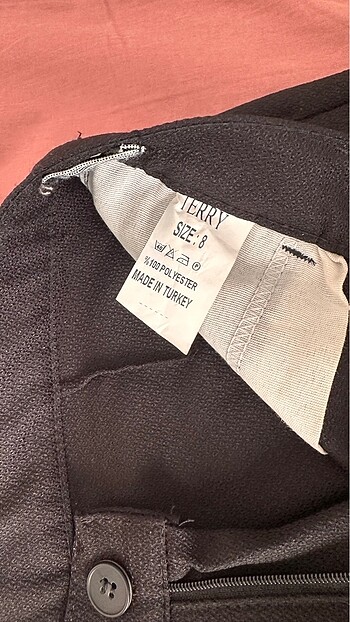 TERRY
SIZE: 8
%100 POLYESTER
MADE IN TURKEY